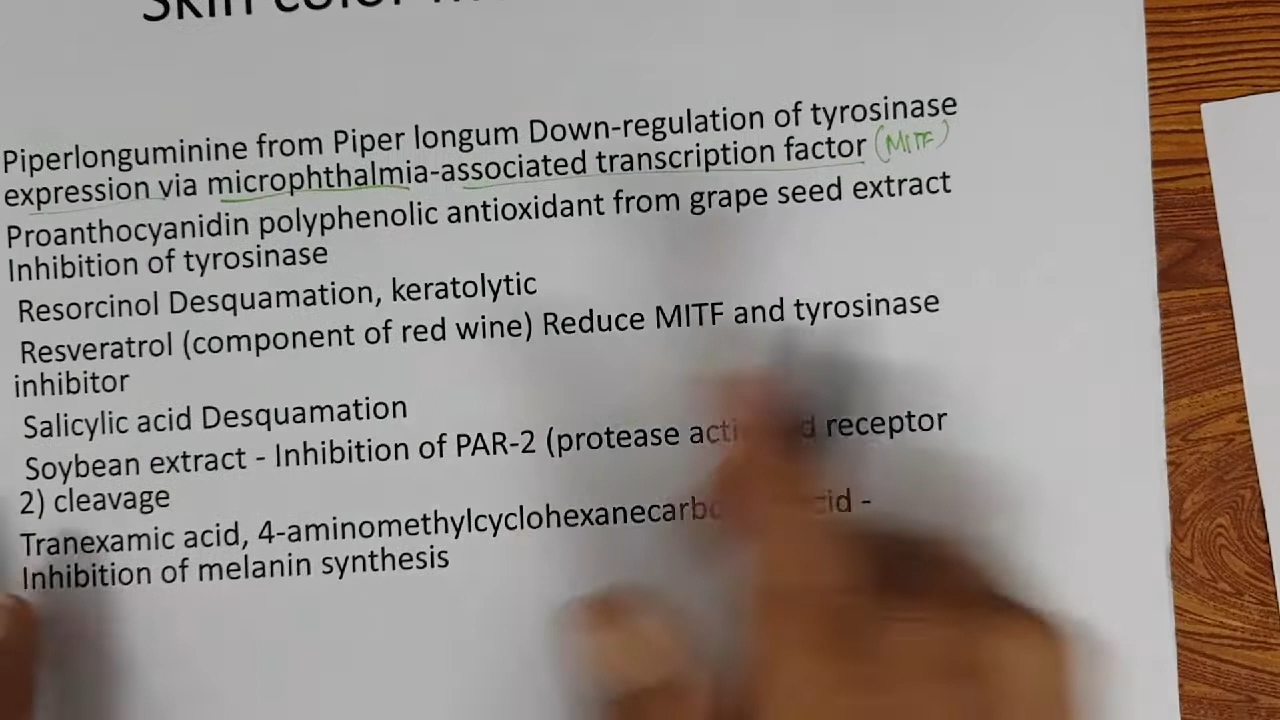 Skin color
Piperlonguminine from Piper longum Down-regulation of tyrosinase
expression via microphthalmia-associated transcription factor (MITF)
Proanthocyanidin polyphenolic antioxidant from grape seed extract
Inhibition of tyrosinase
Resorcinol Desquamation, keratolytic
Resveratrol (component of red wine) Reduce MITF and tyrosinase
inhibitor
Salicylic acid Desquamation
Soybean extract - Inhibition of PAR-2 (protease receptor
2) cleavage
Tranexamic acid, -
Inhibition of melanin synthesis